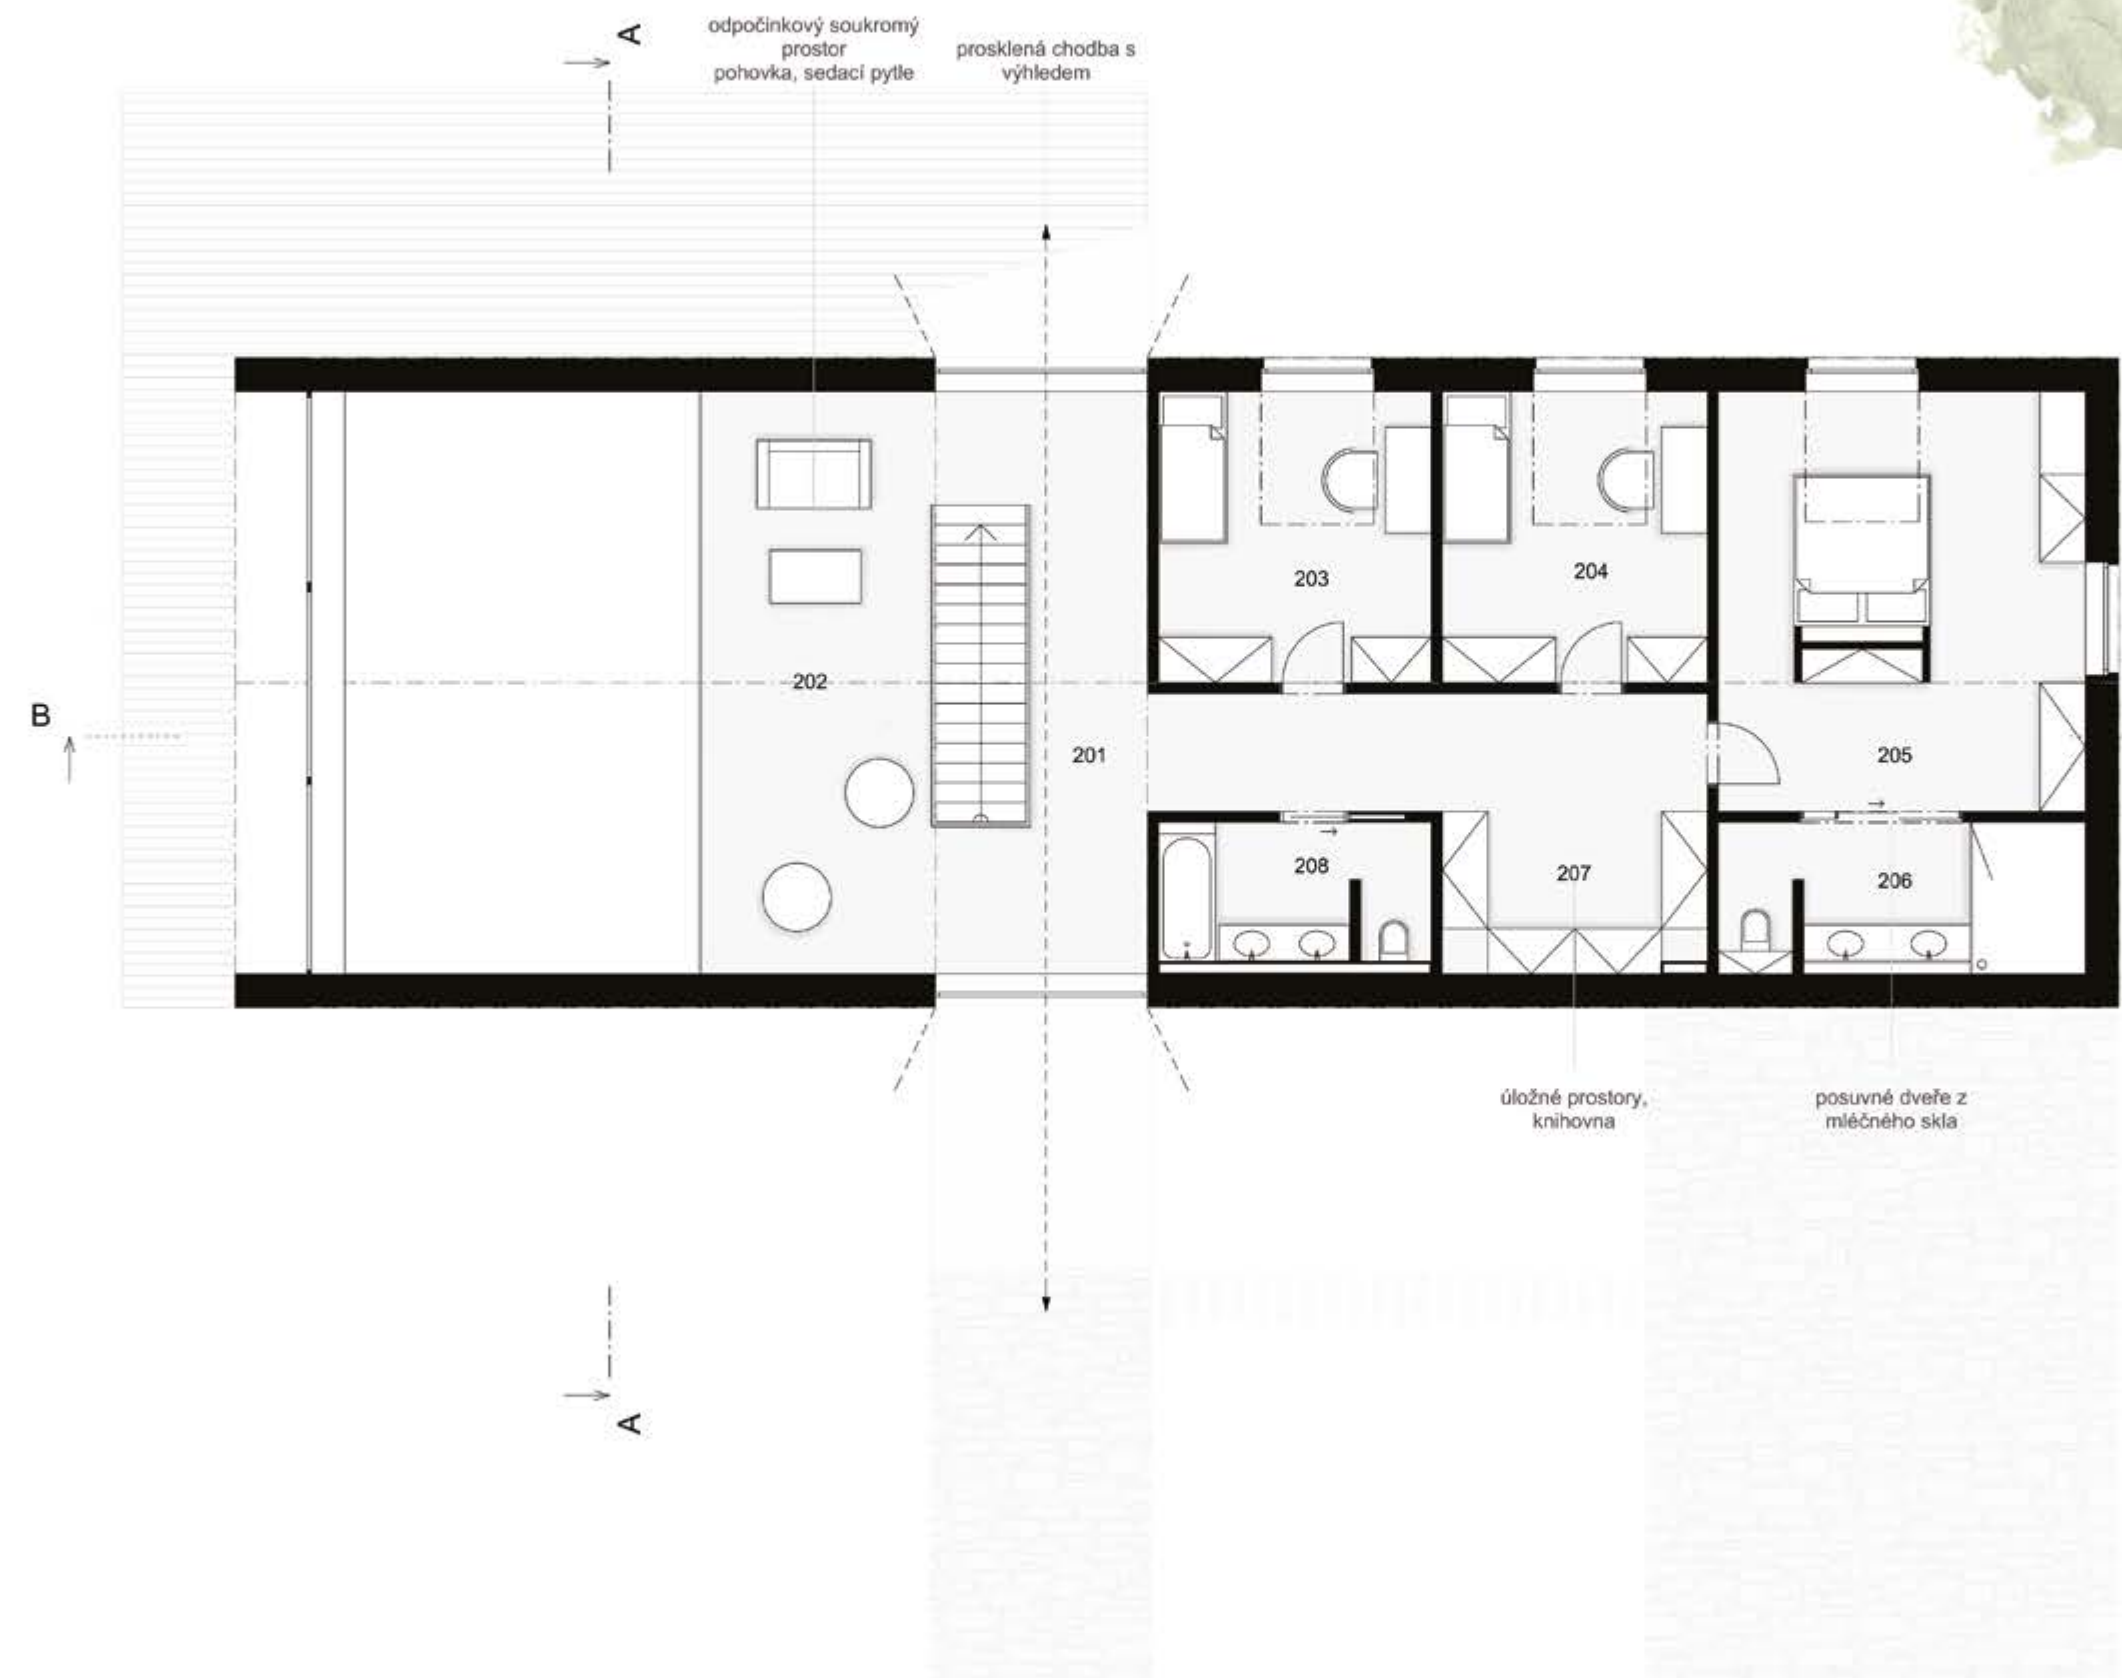 A
odpočinkový soukromý
prostor
pohovka, sedací pytle
prosklená chodba s
výhledem
203
204
202
B
201
205
208
207
206
úložné prostory,
knihovna
posuvné dveře z
mléčného skla
A